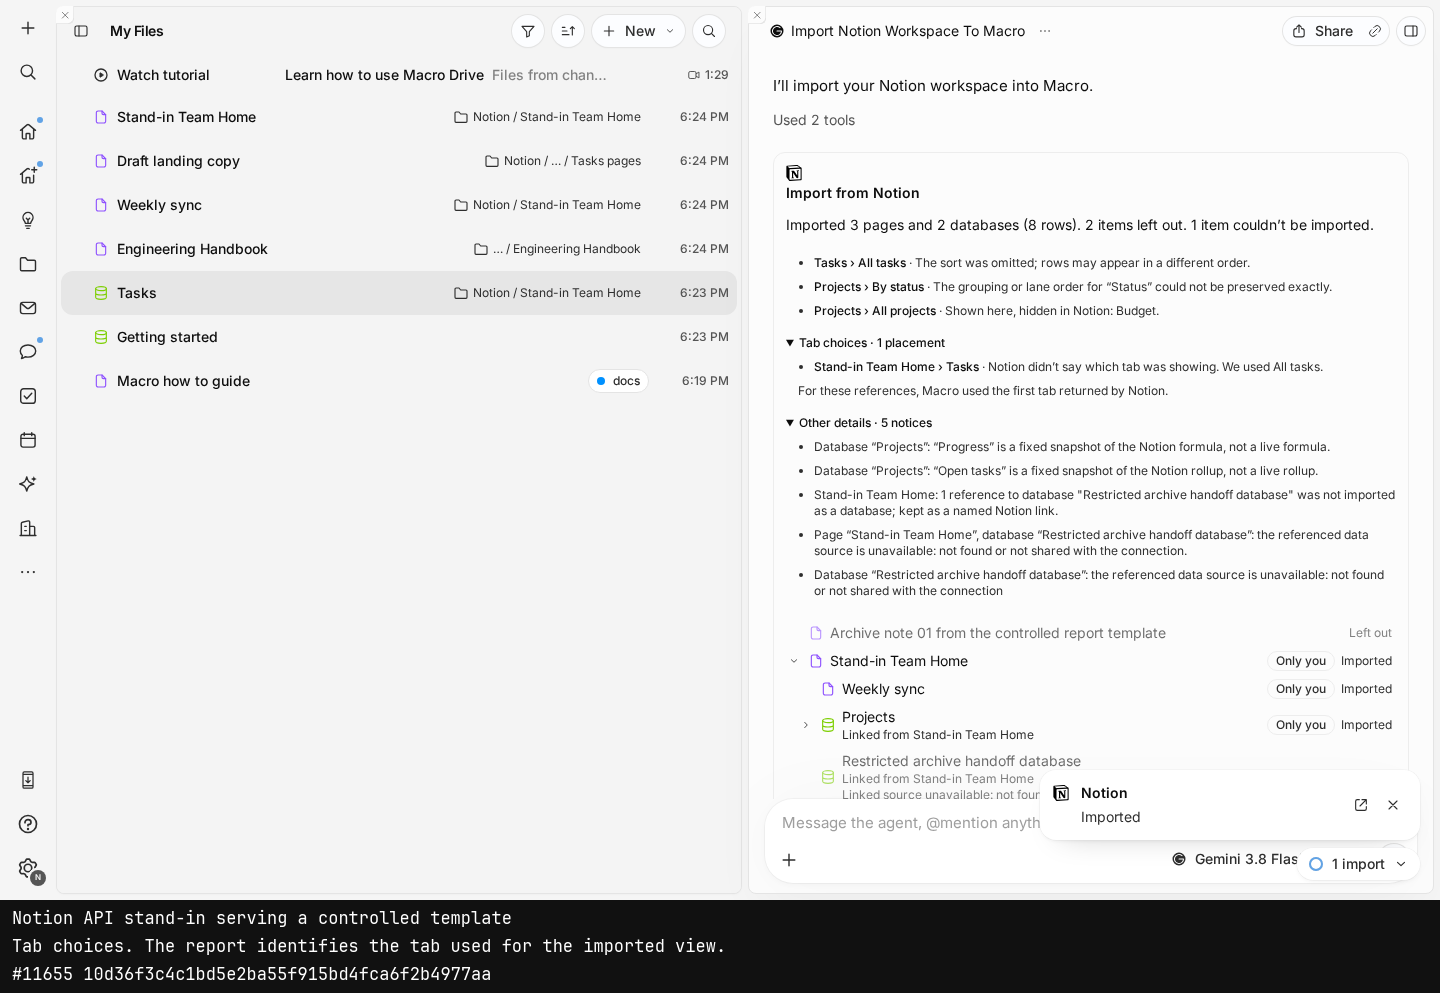 My Files
New
Watch tutorial
Learn how to use Macro Drive Files from chan...
1:29
Stand-in Team Home
Notion / Stand-in Team Home
6:24 PM
Draft landing copy
Notion / ... / Tasks pages
6:24 PM
Weekly sync
Notion / Stand-in Team Home
6:24 PM
Engineering Handbook
... / Engineering Handbook
6:24 PM
Tasks
Notion / Stand-in Team Home
6:23 PM
Getting started
6:23 PM
Macro how to guide
docs
6:19 PM
N
Import Notion Workspace To Macro
Share
I’ll import your Notion workspace into Macro.
Used 2 tools
Import from Notion
Imported 3 pages and 2 databases (8 rows). 2 items left out. 1 item couldn’t be imported.
• Tasks › All tasks · The sort was omitted; rows may appear in a different order.
• Projects › By status · The grouping or lane order for “Status” could not be preserved exactly.
• Projects › All projects · Shown here, hidden in Notion: Budget.
Tab choices · 1 placement
• Stand-in Team Home › Tasks · Notion didn’t say which tab was showing. We used All tasks.
For these references, Macro used the first tab returned by Notion.
Other details · 5 notices
• Database “Projects”: “Progress” is a fixed snapshot of the Notion formula, not a live formula.
• Database “Projects”: “Open tasks” is a fixed snapshot of the Notion rollup, not a live rollup.
• Stand-in Team Home: 1 reference to database "Restricted archive handoff database" was not imported
as a database; kept as a named Notion link.
• Page “Stand-in Team Home”, database “Restricted archive handoff database”: the referenced data
source is unavailable: not found or not shared with the connection.
• Database “Restricted archive handoff database”: the referenced data source is unavailable: not found
or not shared with the connection
Archive note 01 from the controlled report template
Left out
Stand-in Team Home
Only you Imported
Weekly sync
Only you Imported
Projects
Linked from Stand-in Team Home
Only you Imported
Restricted archive handoff database
Linked from Stand-in Team Home
Linked source unavailable: not
Notion
Imported
Message the agent, @mention
Gemini 3.8
1 import
Notion API stand-in serving a controlled template
Tab choices. The report identifies the tab used for the imported view.
#11655 10d36f3c4c1bd5e2ba55f915bd4fca6f2b4977aa